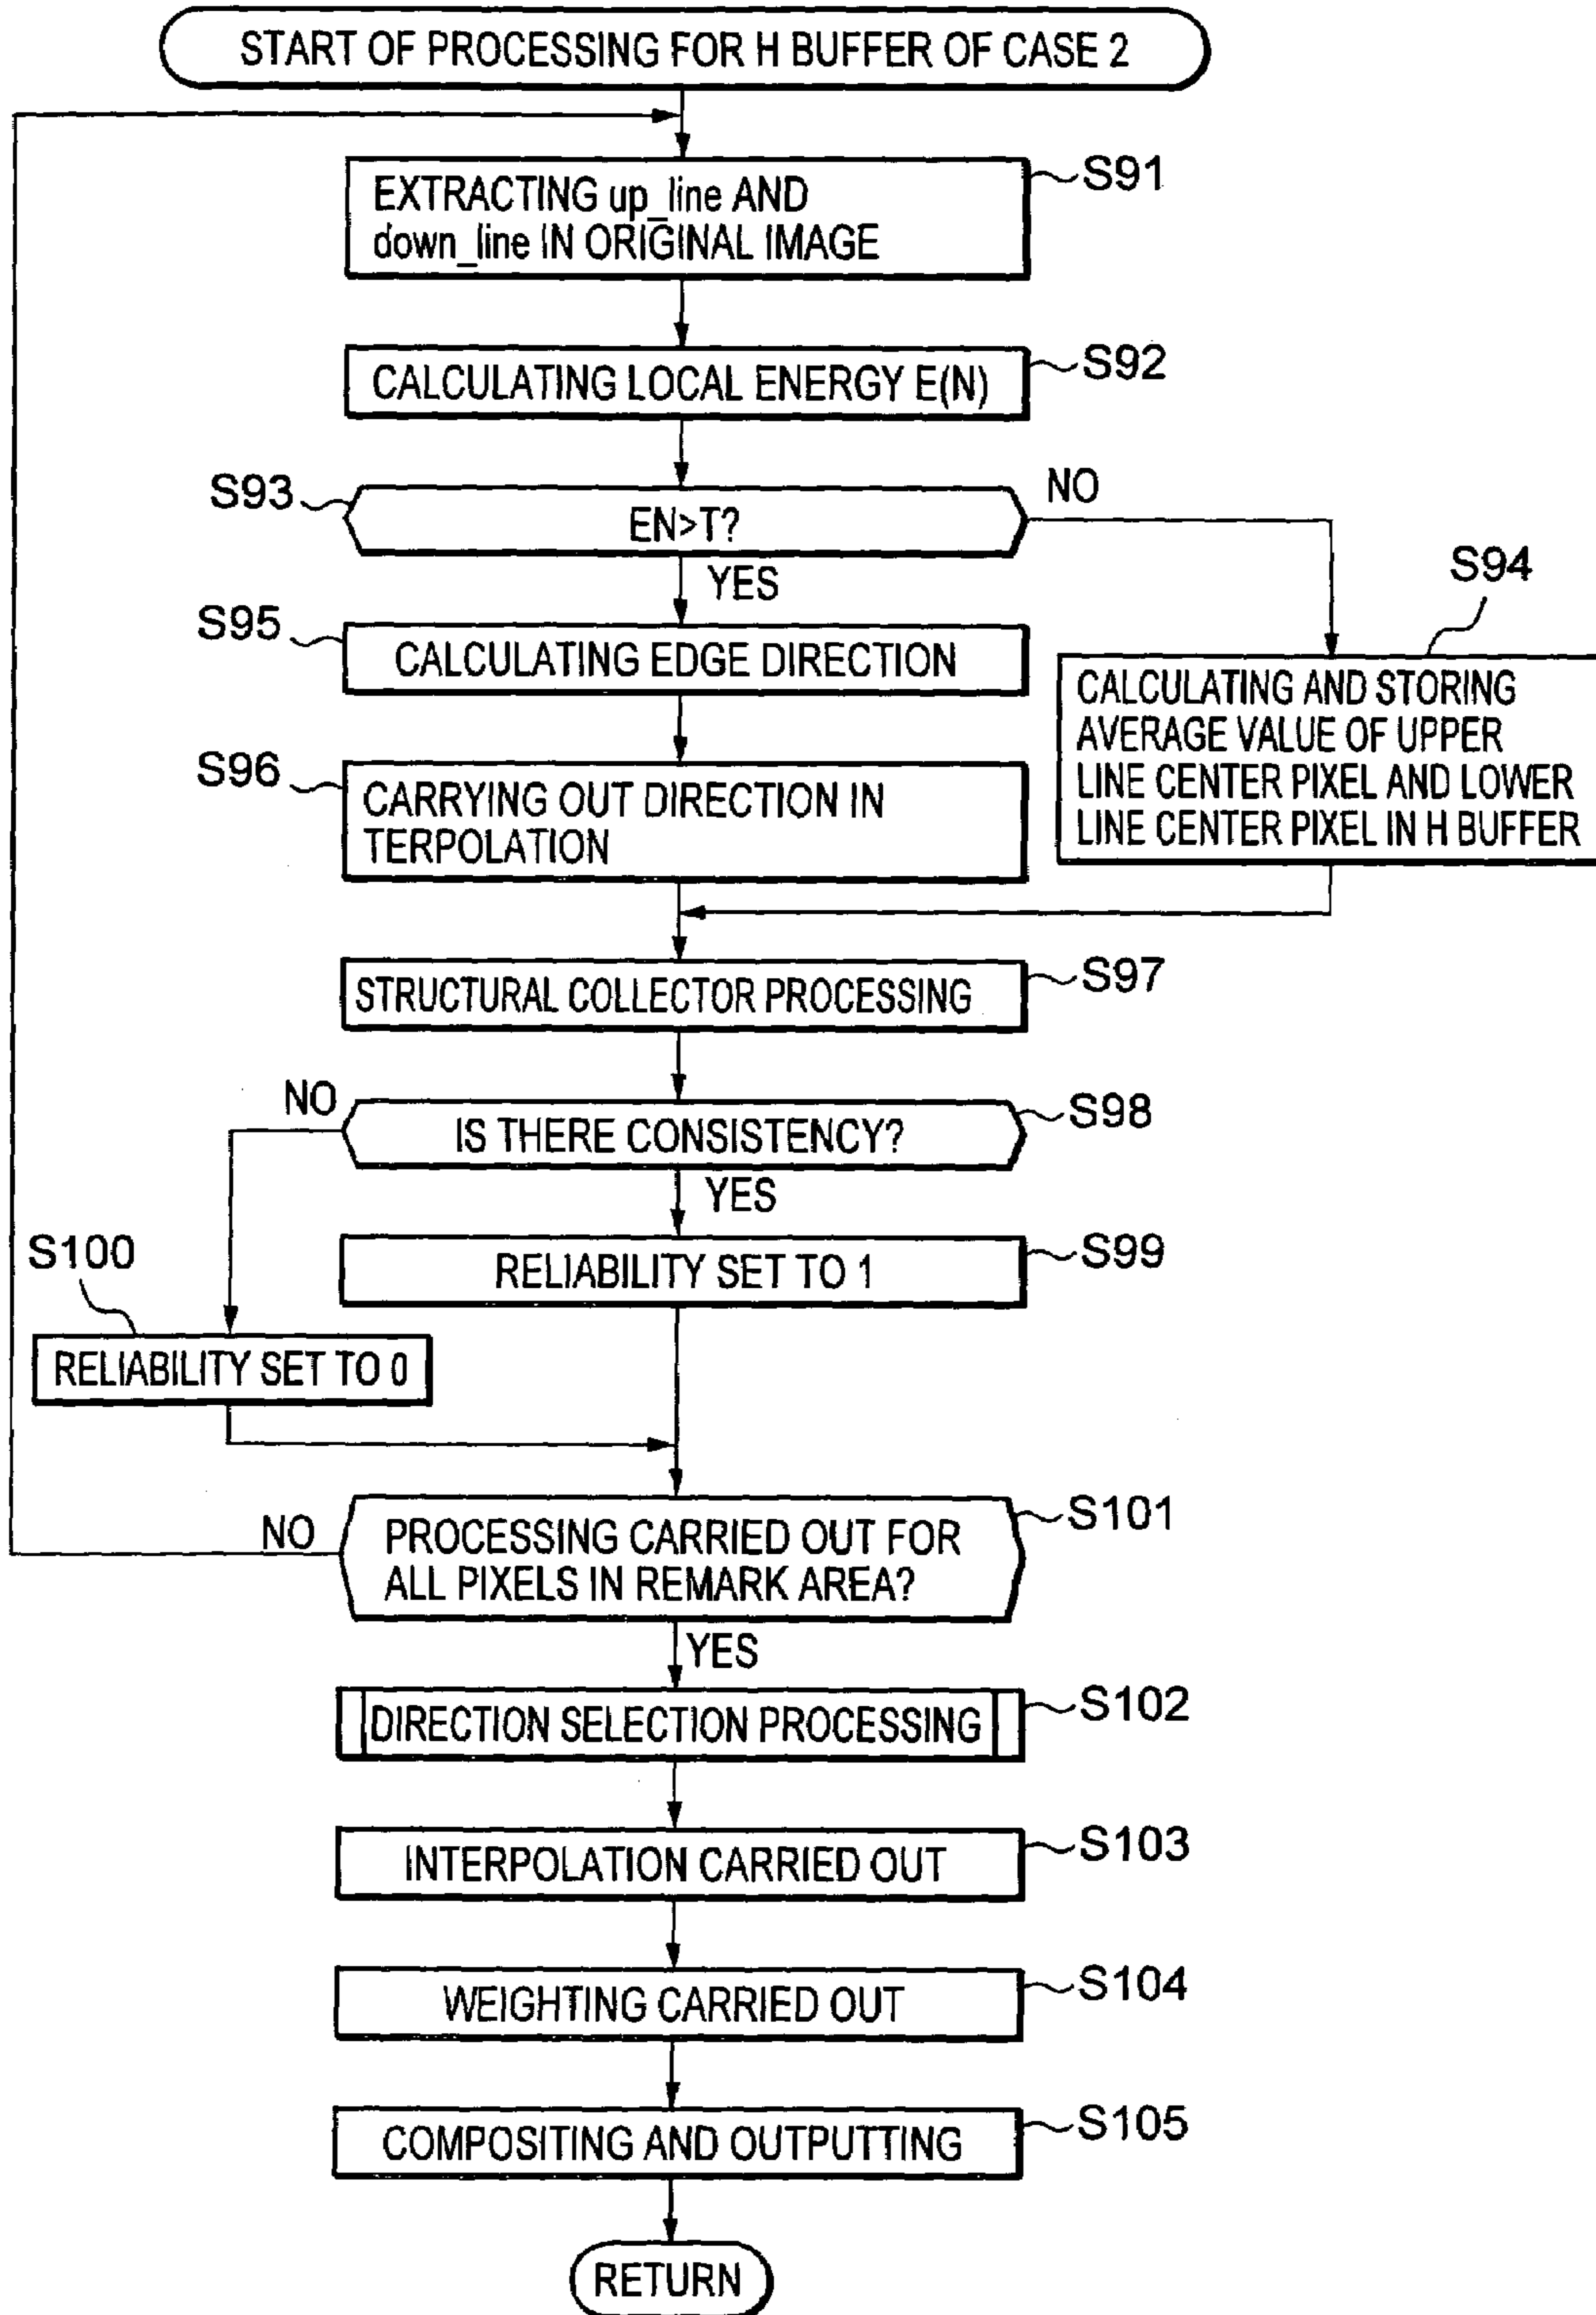 START OF PROCESSING FOR H BUFFER OF CASE 2
EXTRACTING up_line AND
down_line IN ORIGINAL IMAGE
S91
CALCULATING LOCAL ENERGY E(N)
S92
S93
EN>T?
NO
YES
S94
S95
CALCULATING EDGE DIRECTION
CALCULATING AND STORING
AVERAGE VALUE OF UPPER
LINE CENTER PIXEL AND LOWER
LINE CENTER PIXEL IN H BUFFER
S96
CARRYING OUT DIRECTION IN
TERPOLATION
STRUCTURAL COLLECTOR PROCESSING
S97
NO
IS THERE CONSISTENCY?
S98
YES
RELIABILITY SET TO 1
S99
S100
RELIABILITY SET TO 0
NO
PROCESSING CARRIED OUT FOR
ALL PIXELS IN REMARK AREA?
S101
YES
DIRECTION SELECTION PROCESSING
S102
INTERPOLATION CARRIED OUT
S103
WEIGHTING CARRIED OUT
S104
COMPOSITING AND OUTPUTTING
S105
RETURN